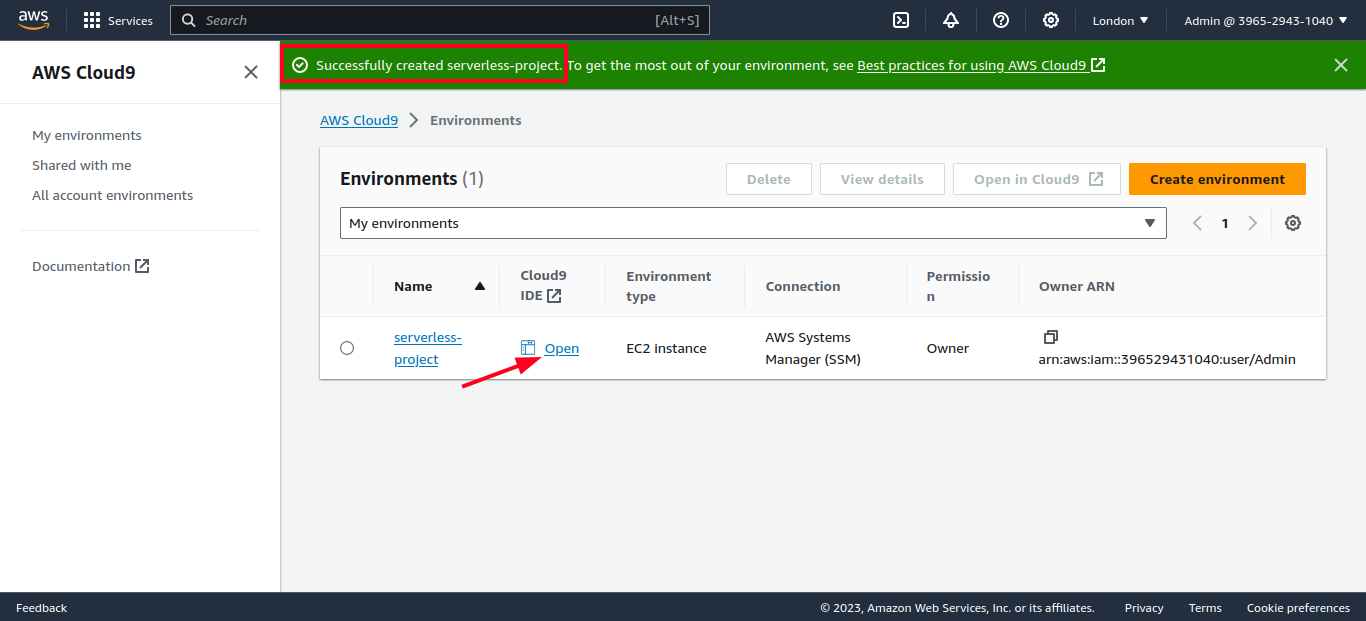 aws
Services
Search
[Alt+S]
London
Admin @ 3965-2943-1040
AWS Cloud9
My environments
Shared with me
All account environments
Documentation
Successfully created serverless-project. To get the most out of your environment, see Best practices for using AWS Cloud9
AWS Cloud9 > Environments
Environments (1)
Delete
View details
Open in Cloud9
Create environment
My environments
1
Name
Cloud9
IDE
Environment
type
Connection
Permissio
n
Owner ARN
serverless-
project
Open
EC2 instance
AWS Systems
Manager (SSM)
Owner
arn:aws:iam::396529431040:user/Admin
Feedback
© 2023, Amazon Web Services, Inc. or its affiliates.
Privacy
Terms
Cookie preferences